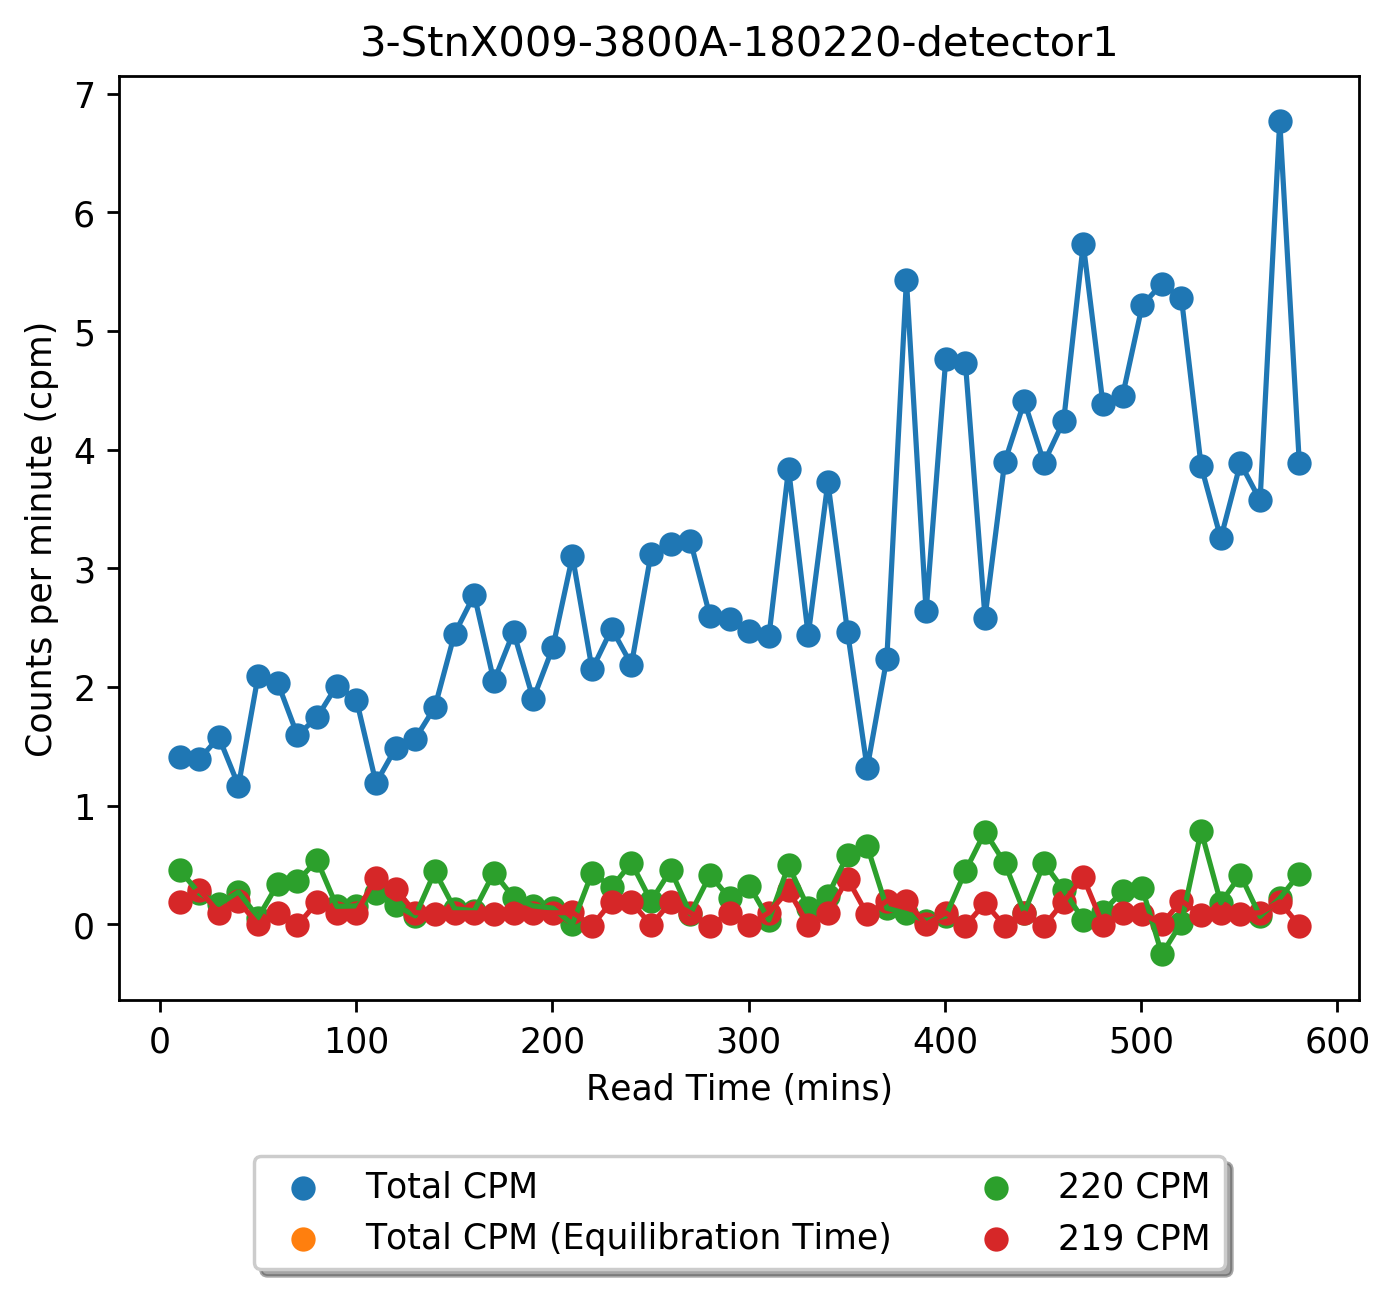 3-StnX009-3800A-180220-detector1
7
6
5
4
3
2
1
0
Counts per minute (cpm)
0 100 200 300 400 500 600
Read Time (mins)
Total CPM
Total CPM (Equilibration Time)
220 CPM
219 CPM